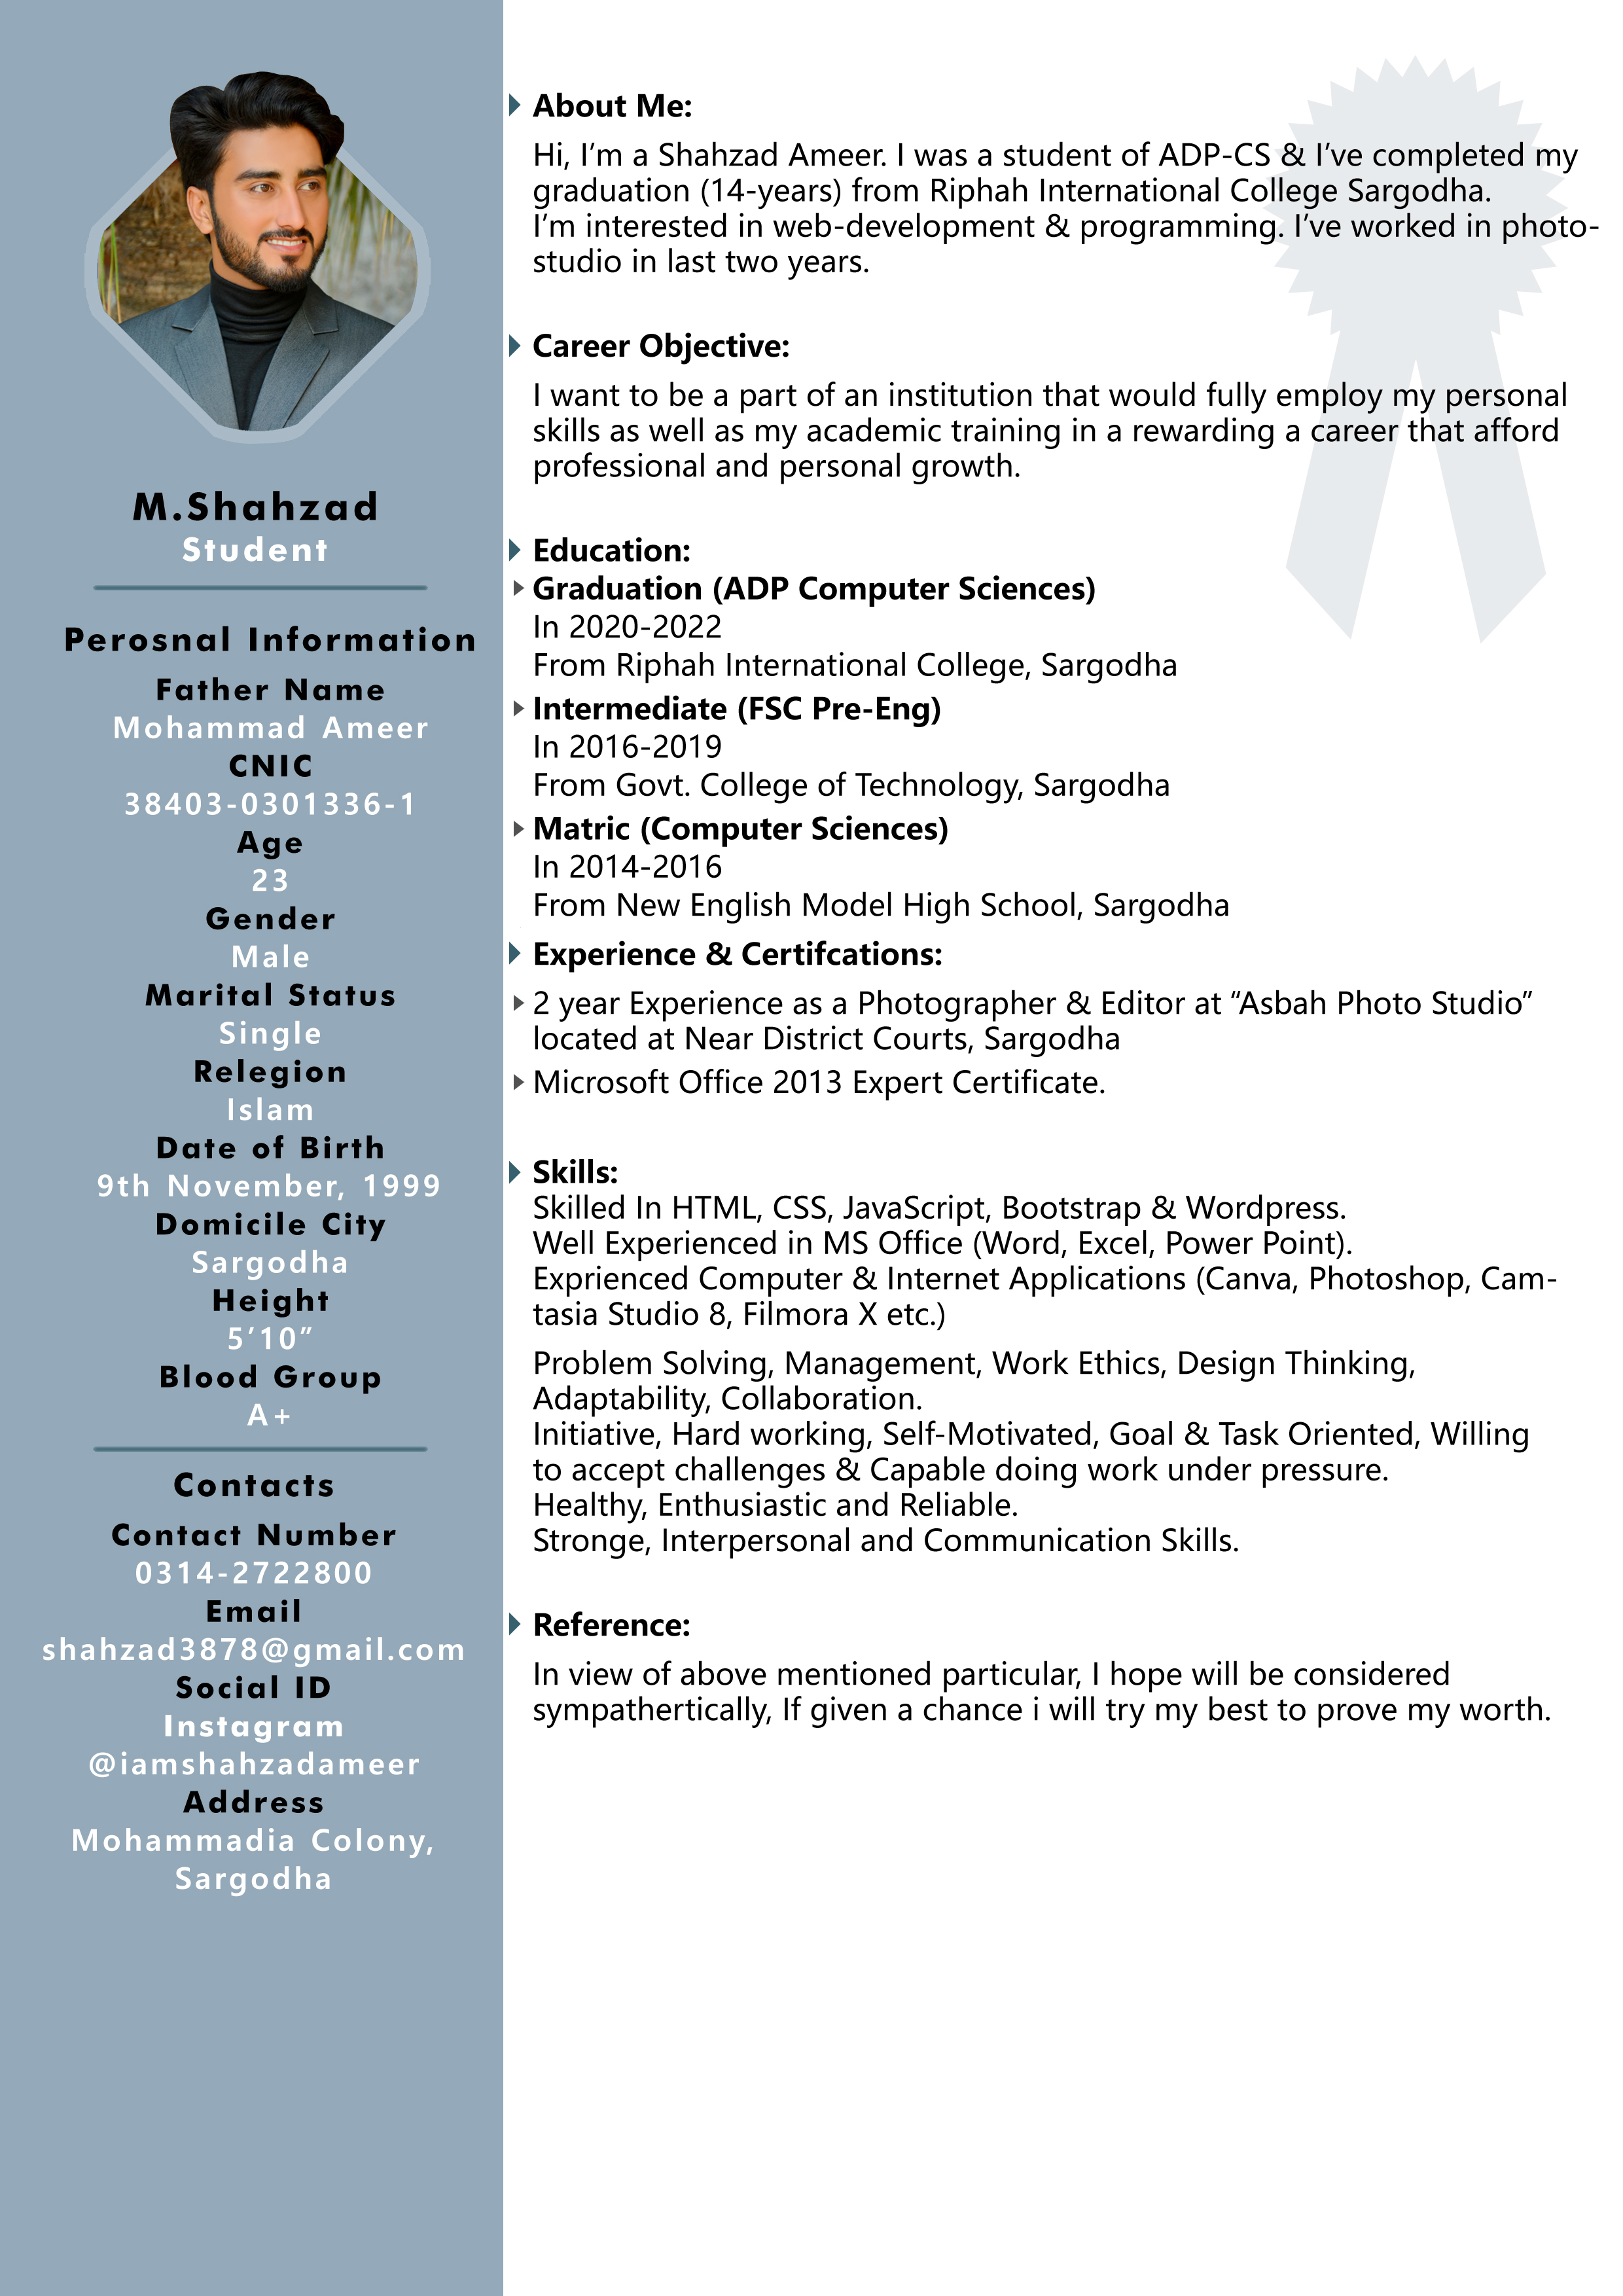 M.Shahzad
Student
Perosnal Information
Father Name
Mohammad Ameer
CNIC
38403-0301336-1
Age
23
Gender
Male
Marital Status
Single
Relegion
Islam
Date of Birth
9th November, 1999
Domicile City
Sargodha
Height
5’10”
Blood Group
A+
Contacts
Contact Number
0314-2722800
Email
shahzad3878@gmail.com
Social ID
Instagram
@iamshahzadameer
Address
Mohammadia Colony,
Sargodha
About Me:
Hi, I’m a Shahzad Ameer. I was a student of ADP-CS & I’ve completed my
graduation (14-years) from Riphah International College Sargodha.
I’m interested in web-development & programming. I’ve worked in photo-
studio in last two years.
Career Objective:
I want to be a part of an institution that would fully employ my personal
skills as well as my academic training in a rewarding a career that afford
professional and personal growth.
Education:
Graduation (ADP Computer Sciences)
In 2020-2022
From Riphah International College, Sargodha
Intermediate (FSC Pre-Eng)
In 2016-2019
From Govt. College of Technology, Sargodha
Matric (Computer Sciences)
In 2014-2016
From New English Model High School, Sargodha
Experience & Certifcations:
2 year Experience as a Photographer & Editor at “Asbah Photo Studio”
located at Near District Courts, Sargodha
Microsoft Office 2013 Expert Certificate.
Skills:
Skilled In HTML, CSS, JavaScript, Bootstrap & Wordpress.
Well Experienced in MS Office (Word, Excel, Power Point).
Exprienced Computer & Internet Applications (Canva, Photoshop, Cam-
tasia Studio 8, Filmora X etc.)
Problem Solving, Management, Work Ethics, Design Thinking,
Adaptability, Collaboration.
Initiative, Hard working, Self-Motivated, Goal & Task Oriented, Willing
to accept challenges & Capable doing work under pressure.
Healthy, Enthusiastic and Reliable.
Stronge, Interpersonal and Communication Skills.
Reference:
In view of above mentioned particular, I hope will be considered
sympathertically, If given a chance i will try my best to prove my worth.